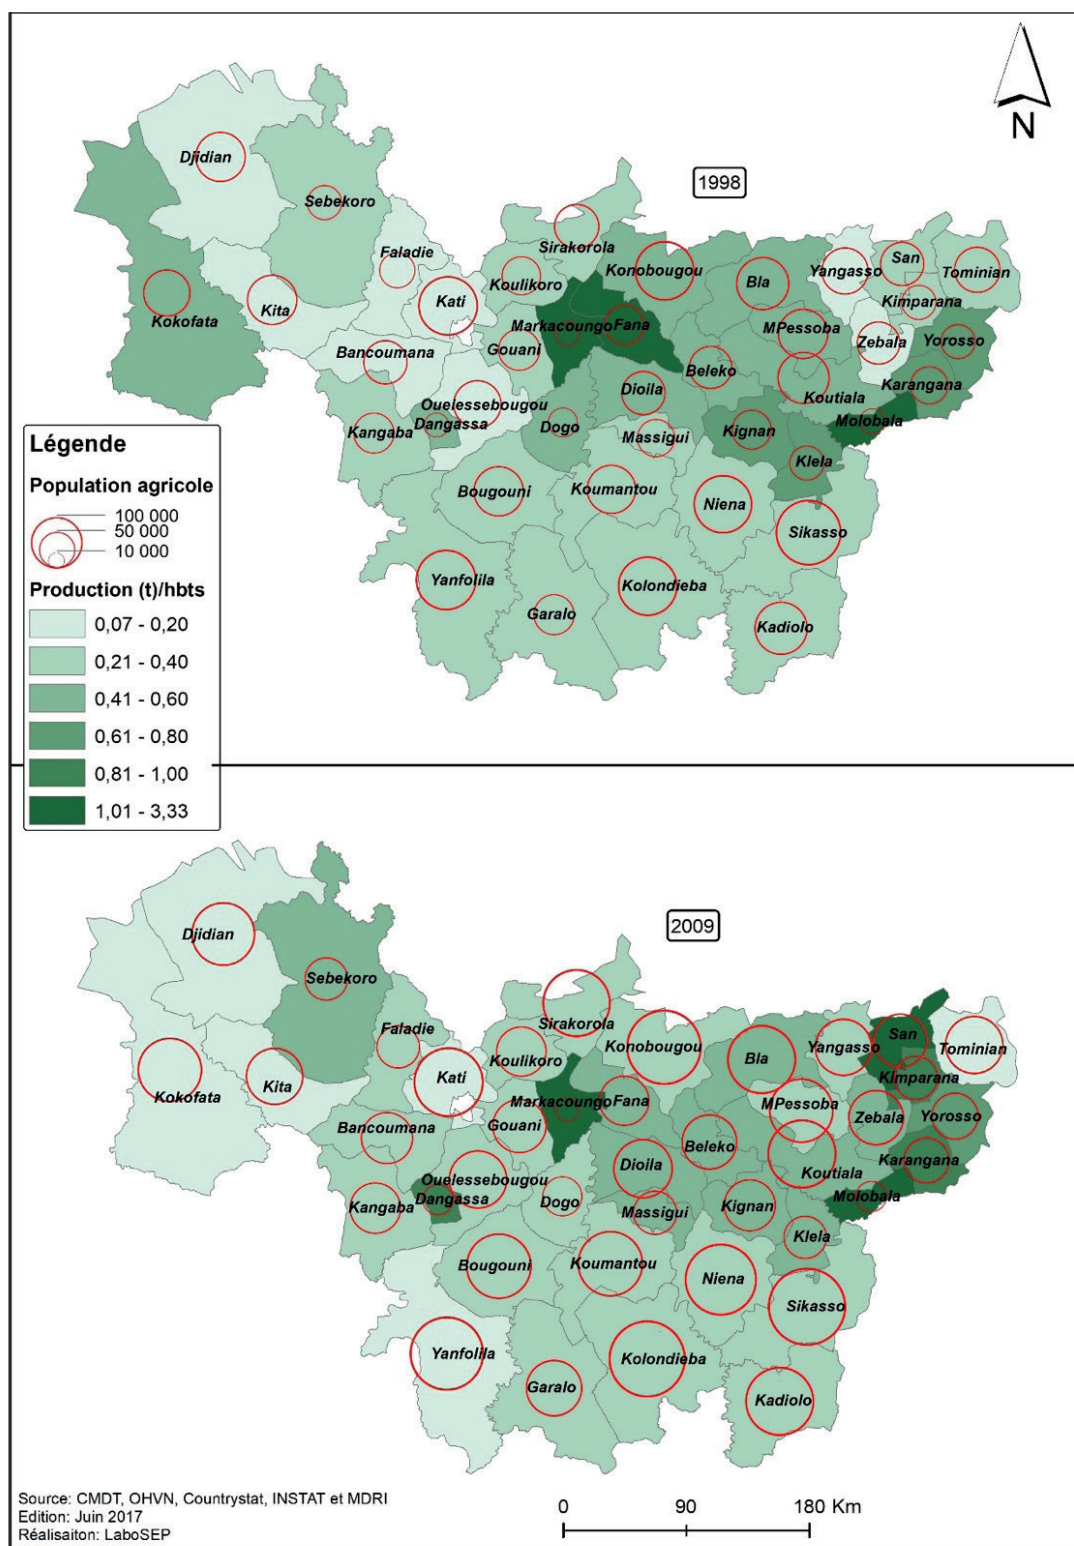 N
1998
Djidian
Sebekoro
Faladie
Sirakorola
Konobougou
Bla
Yangasso
San
Tominian
Kokofata
Kita
Kati
Koulikoro
Kimparana
Markacoungo
Fana
MPessoba
Zebala
Yorosso
Bancoumana
Gouani
Beleko
Dioila
Koutiala
Karangana
Ouelessebougou
Dangassa
Kangaba
Dogo
Massigui
Kignan
Molobala
Klela
Bougouni
Koumantou
Niena
Sikasso
Yanfolila
Garalo
Kolondieba
Kadiolo
Légende
Population agricole
100 000
50 000
10 000
Production (t)/hbts
0,07 - 0,20
0,21 - 0,40
0,41 - 0,60
0,61 - 0,80
0,81 - 1,00
1,01 - 3,33
2009
Djidian
Sebekoro
Faladie
Sirakorola
Konobougou
Bla
Yangasso
San
Tominian
Kokofata
Kita
Kati
Koulikoro
Kimparana
Markacoungo
Fana
MPessoba
Zebala
Yorosso
Bancoumana
Gouani
Beleko
Dioila
Koutiala
Karangana
Ouelessebougou
Dangassa
Kangaba
Dogo
Massigui
Kignan
Molobala
Klela
Bougouni
Koumantou
Niena
Sikasso
Yanfolila
Garalo
Kolondieba
Kadiolo
Source: CMDT, OHVN, Countrystat, INSTAT et MDRI
Edition: Juin 2017
Réalisaiton: LaboSEP
0 90 180 Km